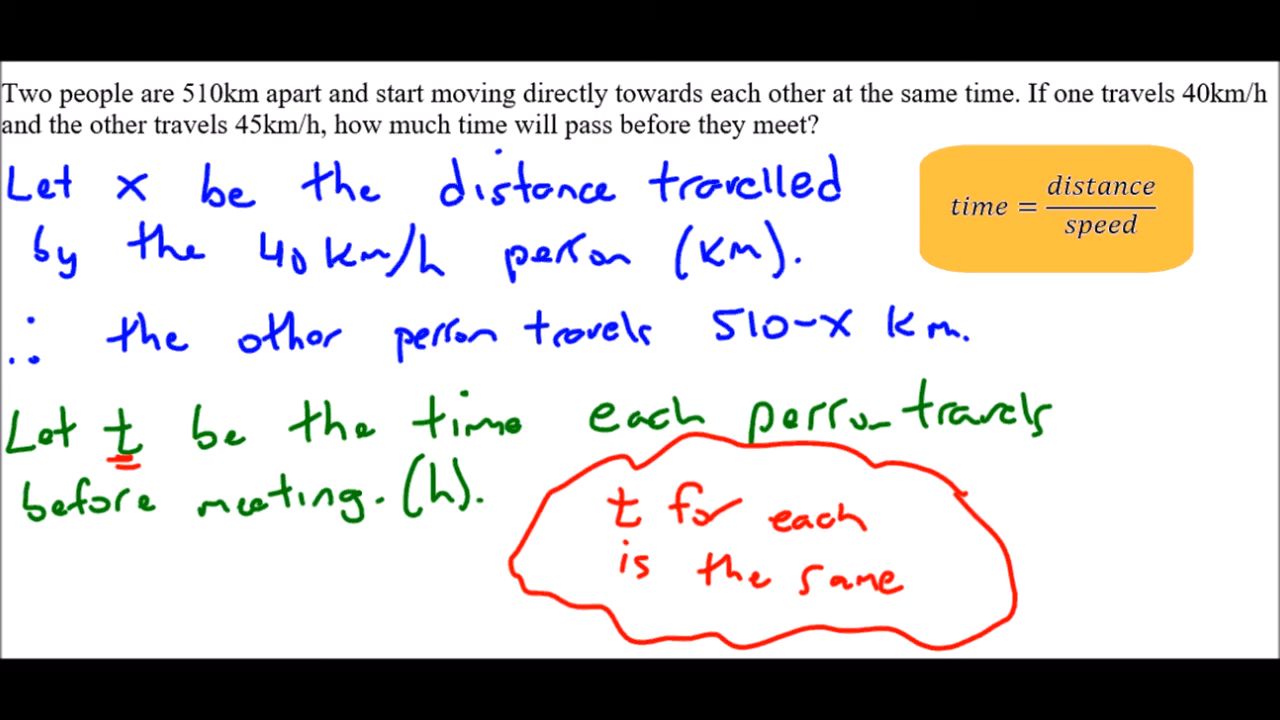 Two people are 510km apart and start moving directly towards each other at the same time. If one travels 40km/h
and the other travels 45km/h, how much time will pass before they meet?
Let x be the distance travelled
by the 40 km/h person (km).
time = distance / speed
∴ the other person travels 510-x km.
Let t be the time each person travels
before meeting. (h).
t for each
is the same